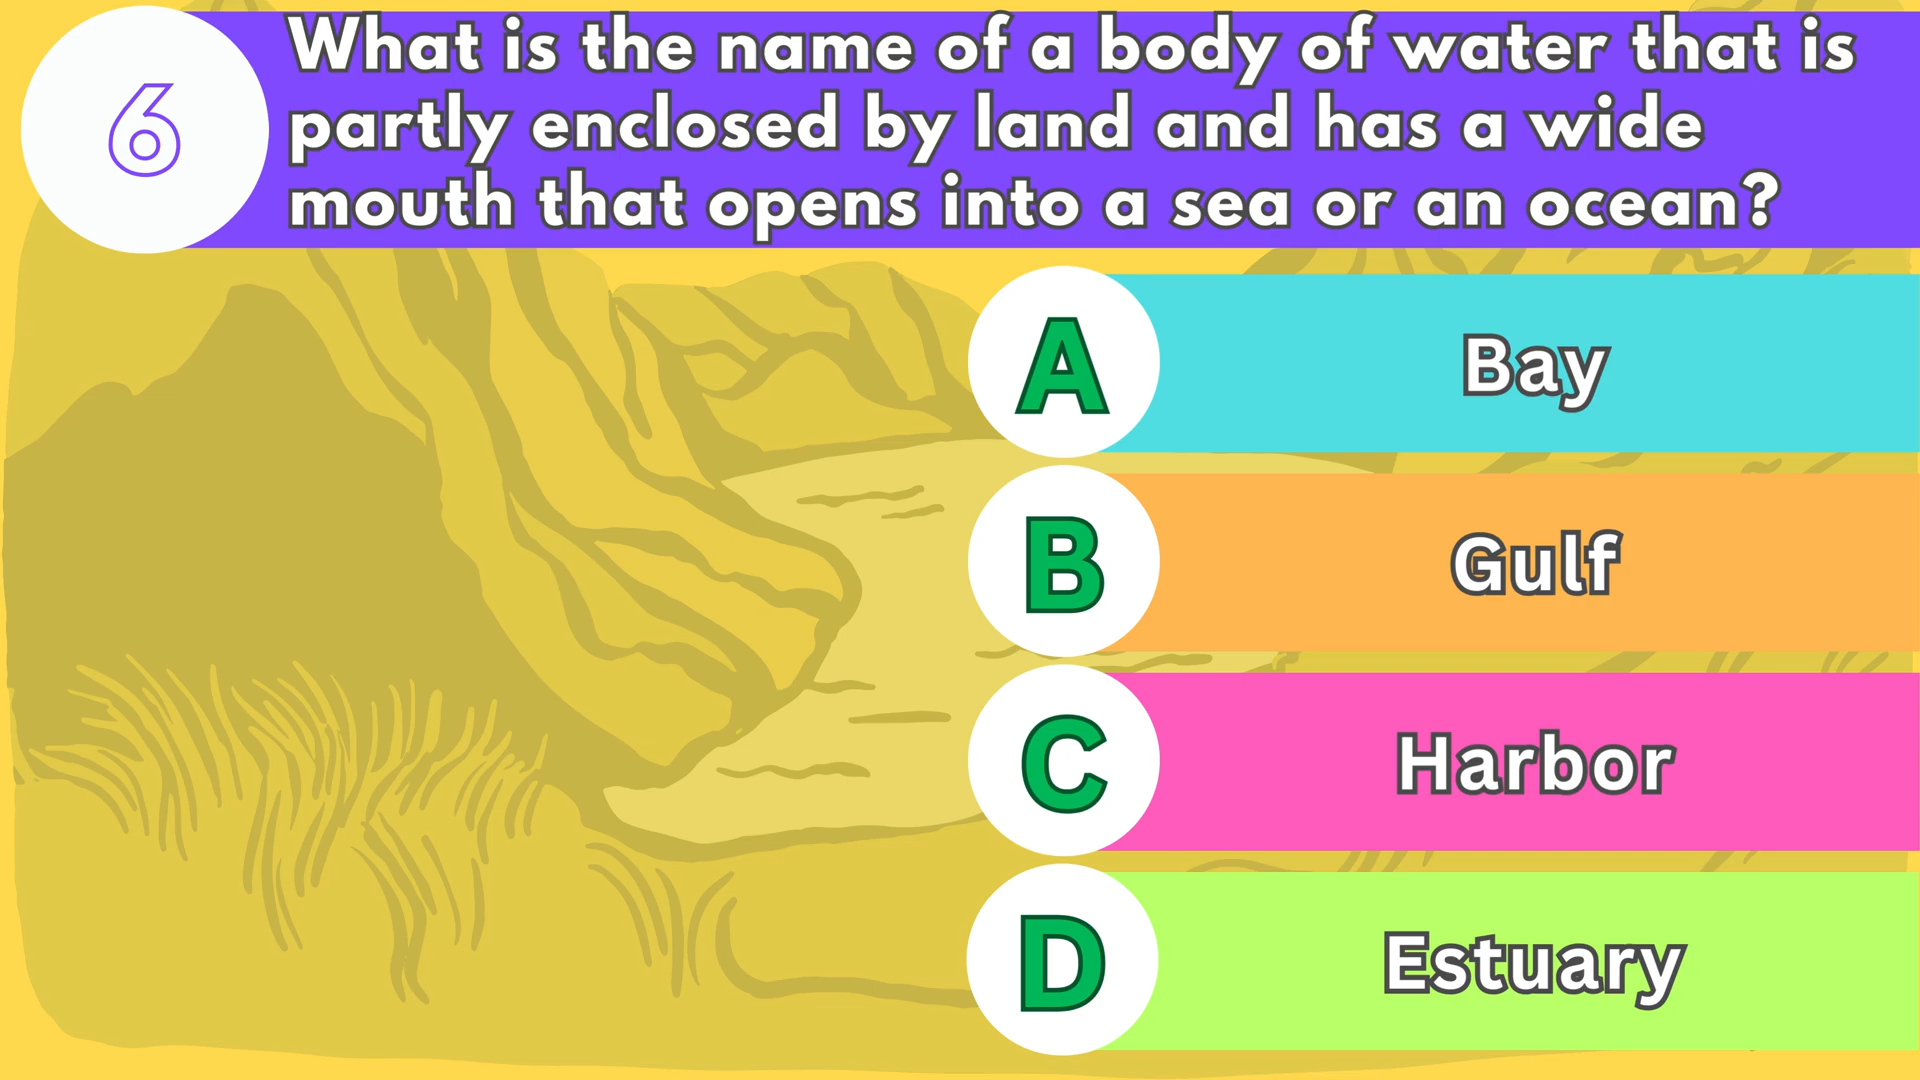 6
What is the name of a body of water that is
partly enclosed by land and has a wide
mouth that opens into a sea or an ocean?
A Bay
B Gulf
C Harbor
D Estuary